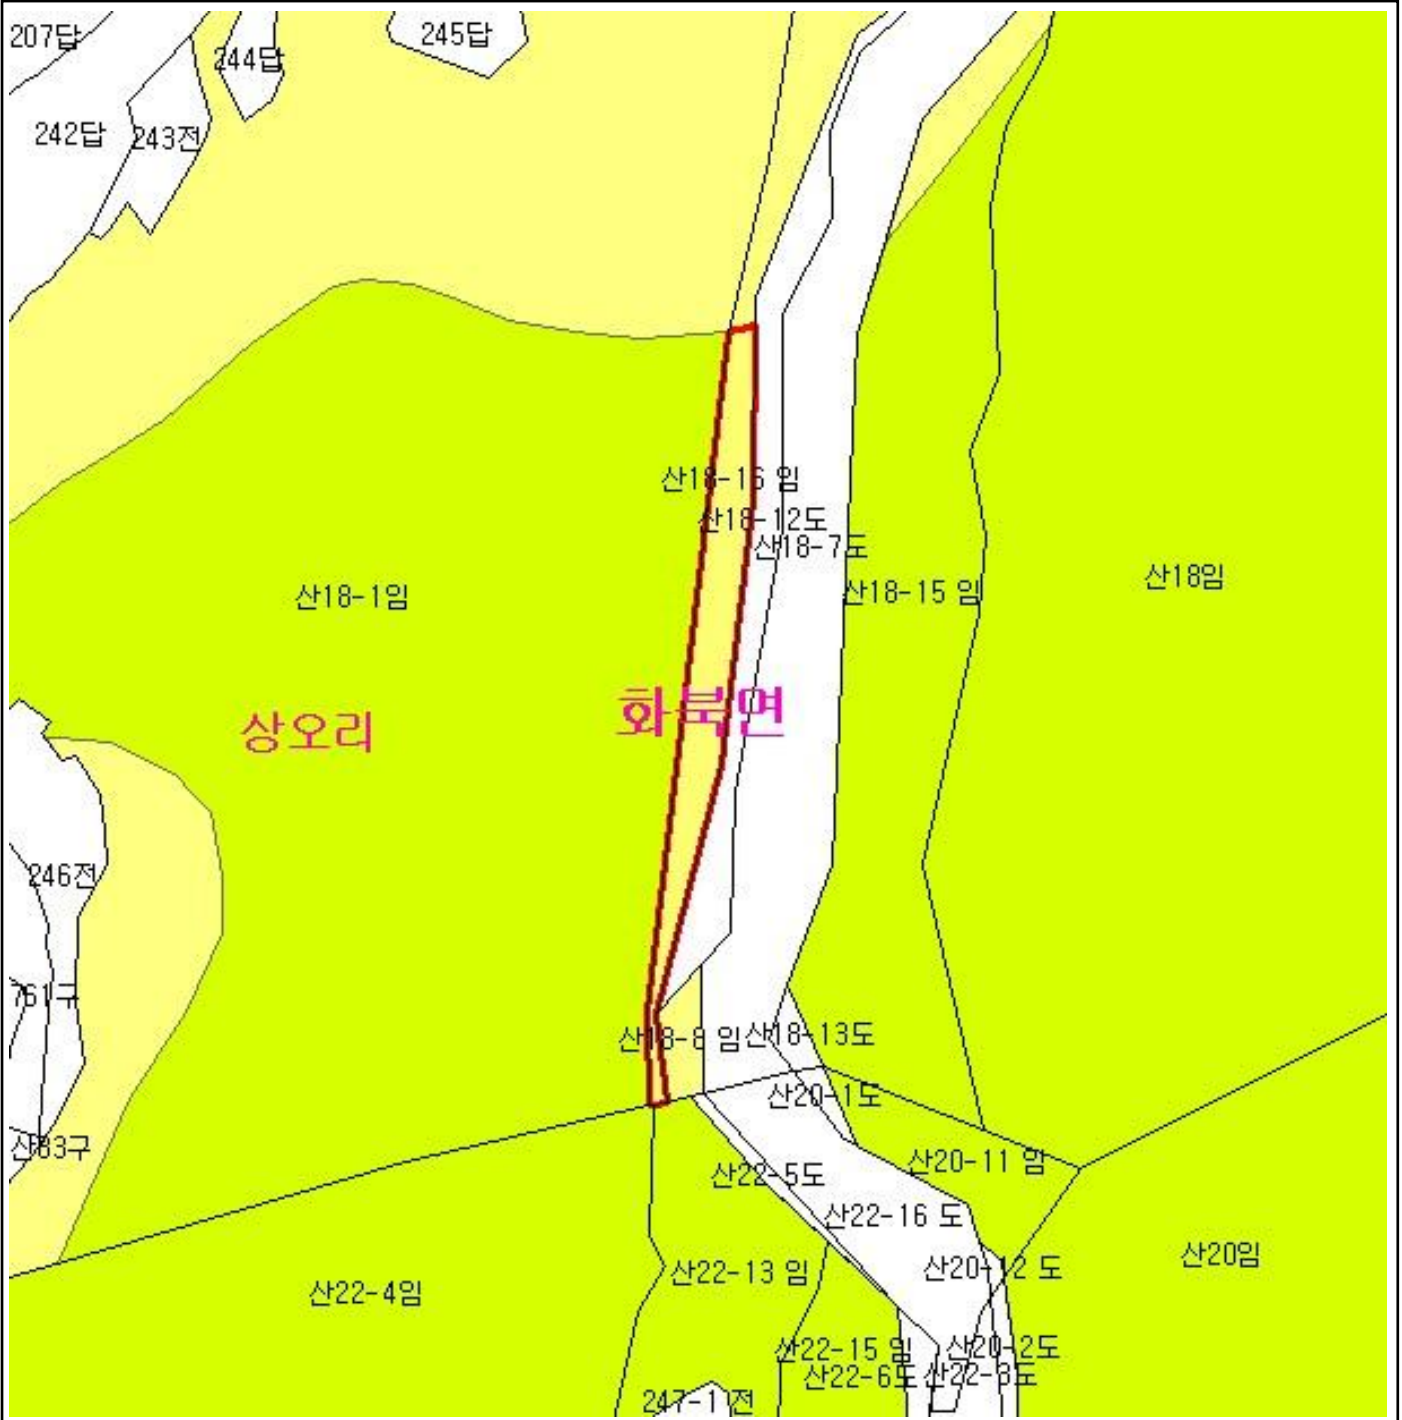 207답
244답
245답
242답
243전
산18-16 임
산18-12도
산18-7도
산18-1임
산18-15 임
산18임
상오리
화북면
246전
761구
산18-8 임
산18-13도
산20-1도
산83구
산20-11 임
산22-5도
산22-16 도
산20-12 도
산20임
산22-13 임
산22-4임
산22-15 임
산20-2도
산22-6도
산22-8도
247-1 전